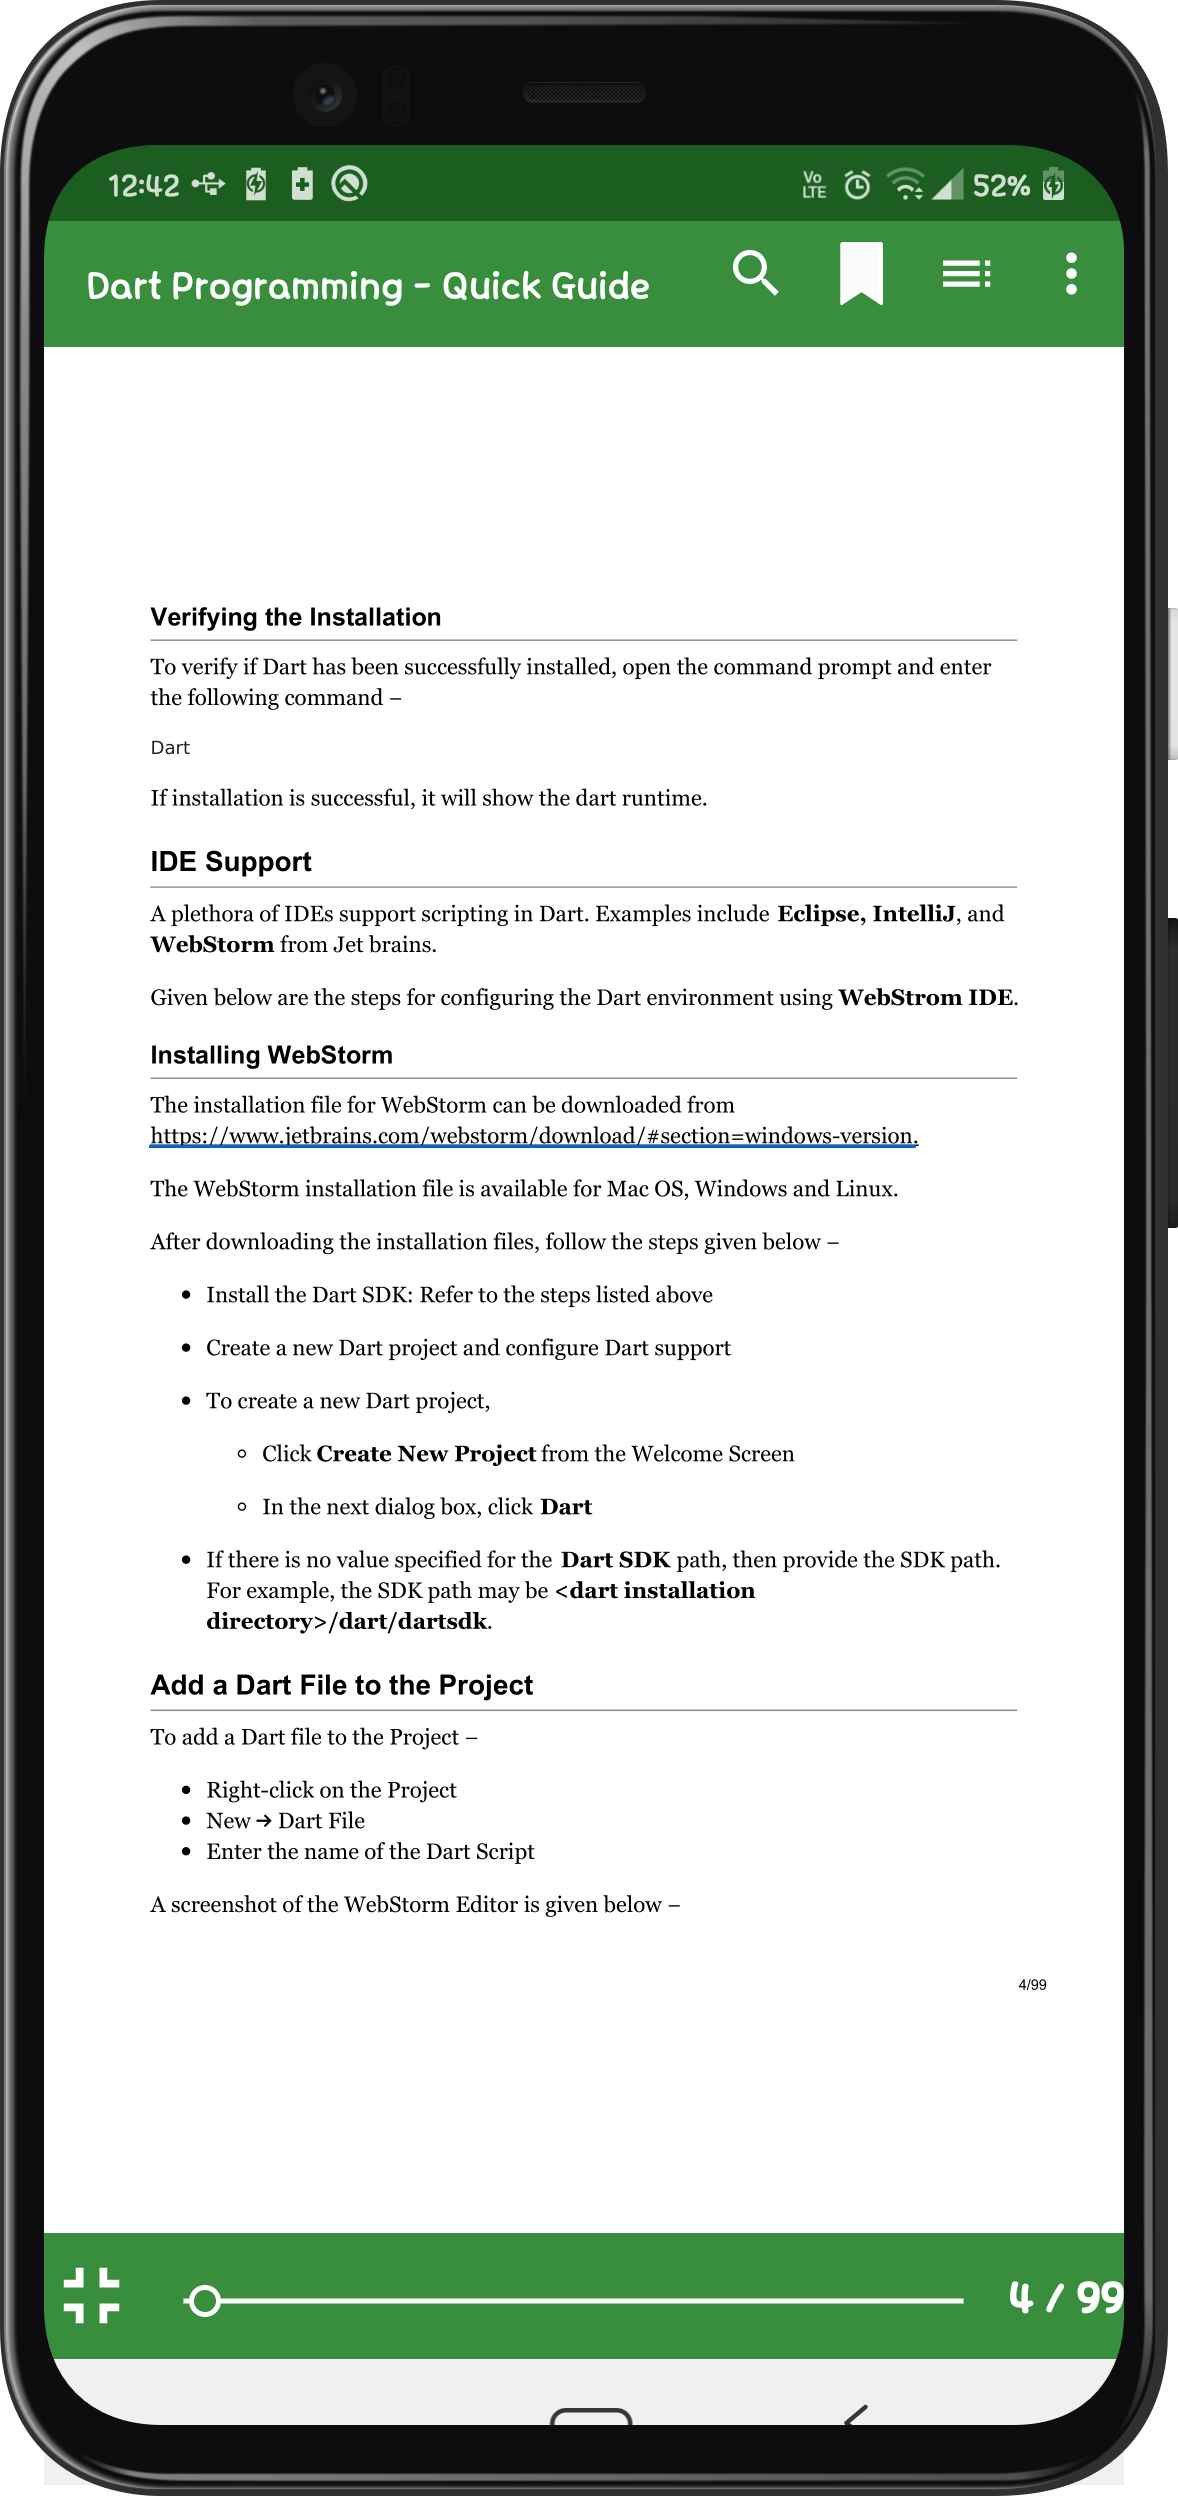 12:42
Vo
LTE
52%
Dart Programming - Quick Guide
Verifying the Installation
To verify if Dart has been successfully installed, open the command prompt and enter
the following command –
Dart
If installation is successful, it will show the dart runtime.
IDE Support
A plethora of IDEs support scripting in Dart. Examples include Eclipse, IntelliJ, and
WebStorm from Jet brains.
Given below are the steps for configuring the Dart environment using WebStrom IDE.
Installing WebStorm
The installation file for WebStorm can be downloaded from
https://www.jetbrains.com/webstorm/download/#section=windows-version.
The WebStorm installation file is available for Mac OS, Windows and Linux.
After downloading the installation files, follow the steps given below –
• Install the Dart SDK: Refer to the steps listed above
• Create a new Dart project and configure Dart support
• To create a new Dart project,
◦ Click Create New Project from the Welcome Screen
◦ In the next dialog box, click Dart
• If there is no value specified for the Dart SDK path, then provide the SDK path.
For example, the SDK path may be <dart installation
directory>/dart/dartsdk.
Add a Dart File to the Project
To add a Dart file to the Project –
• Right-click on the Project
• New → Dart File
• Enter the name of the Dart Script
A screenshot of the WebStorm Editor is given below –
4/99
4 / 99